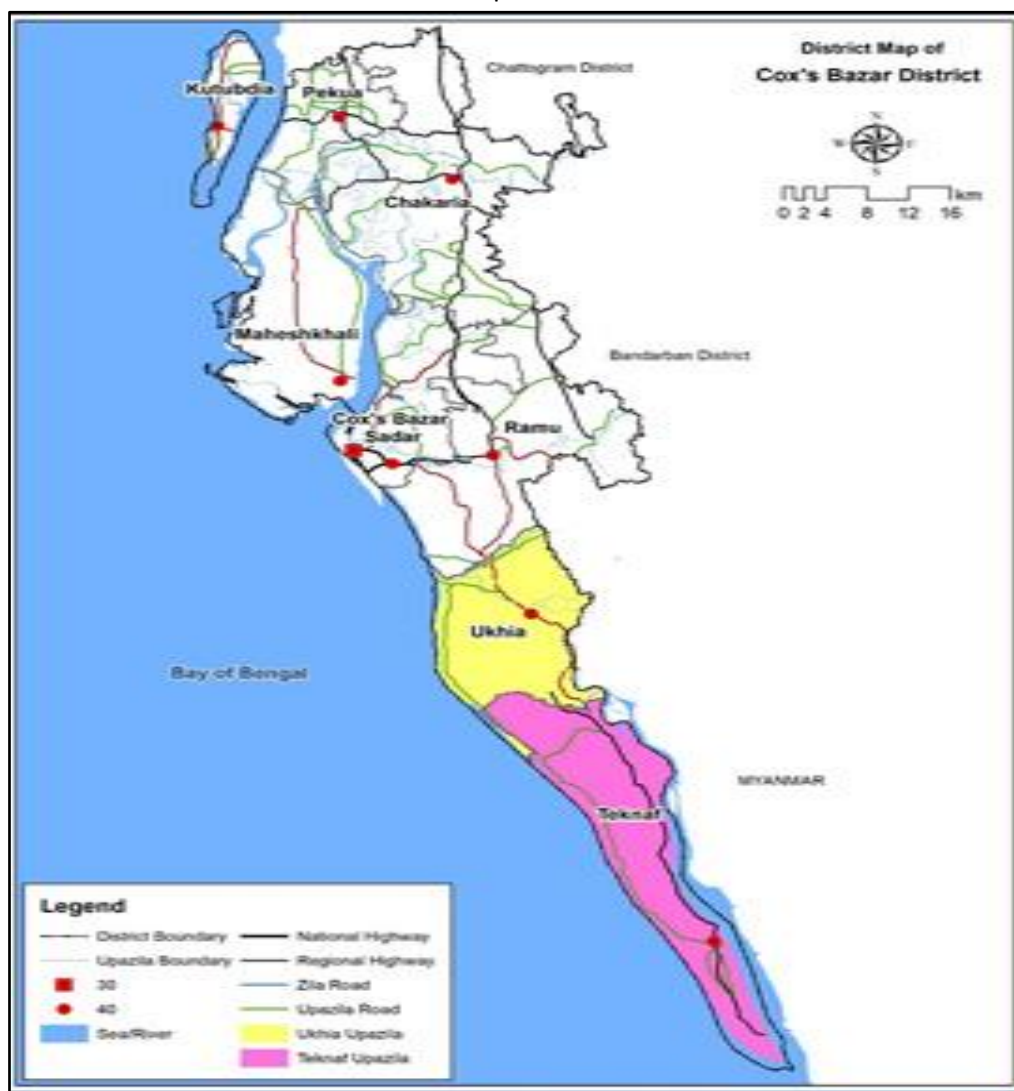 District Map of
Cox's Bazar District
N
W E
S
km
0 2 4 8 12 16
Chattogram District
Kutubdia
Pekua
Chakaria
Maheshkhali
Bandarban District
Cox's Bazar
Sadar
Ramu
Ukhia
Bay of Bengal
MYANMAR
Teknaf
Legend
District Boundary
Upazila Boundary
30
40
Sea/River
National Highway
Regional Highway
Zila Road
Upazila Road
Ukhia Upazila
Teknaf Upazila